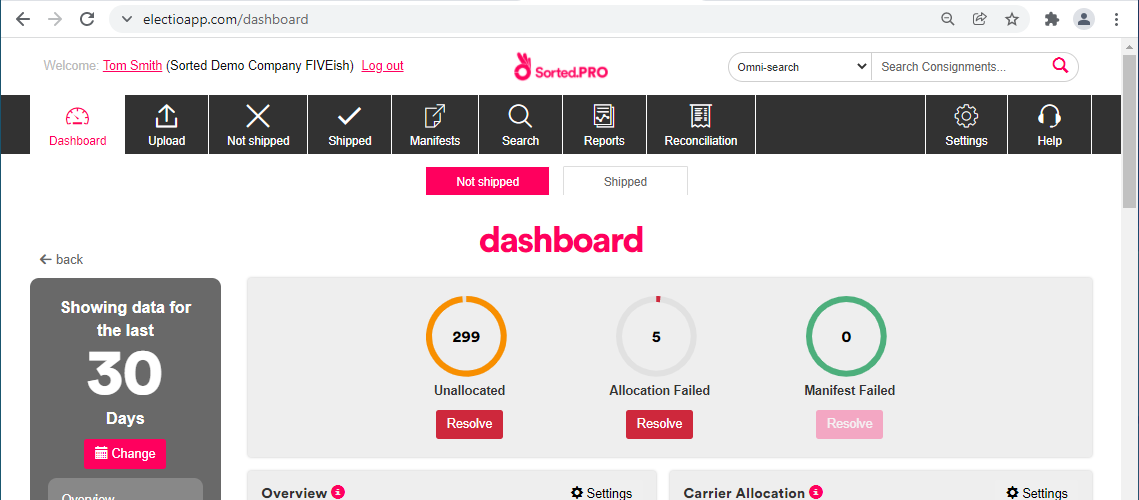 electioapp.com/dashboard
Welcome: Tom Smith (Sorted Demo Company FIVEish) Log out
Sorted.PRO
Omni-search
Search Consignments...
Dashboard
Upload
Not shipped
Shipped
Manifests
Search
Reports
Reconciliation
Settings
Help
Not shipped
Shipped
dashboard
back
Showing data for
the last
30
Days
Change
Overview
299
Unallocated
Resolve
5
Allocation Failed
Resolve
0
Manifest Failed
Resolve
Overview
Settings
Carrier Allocation
Settings